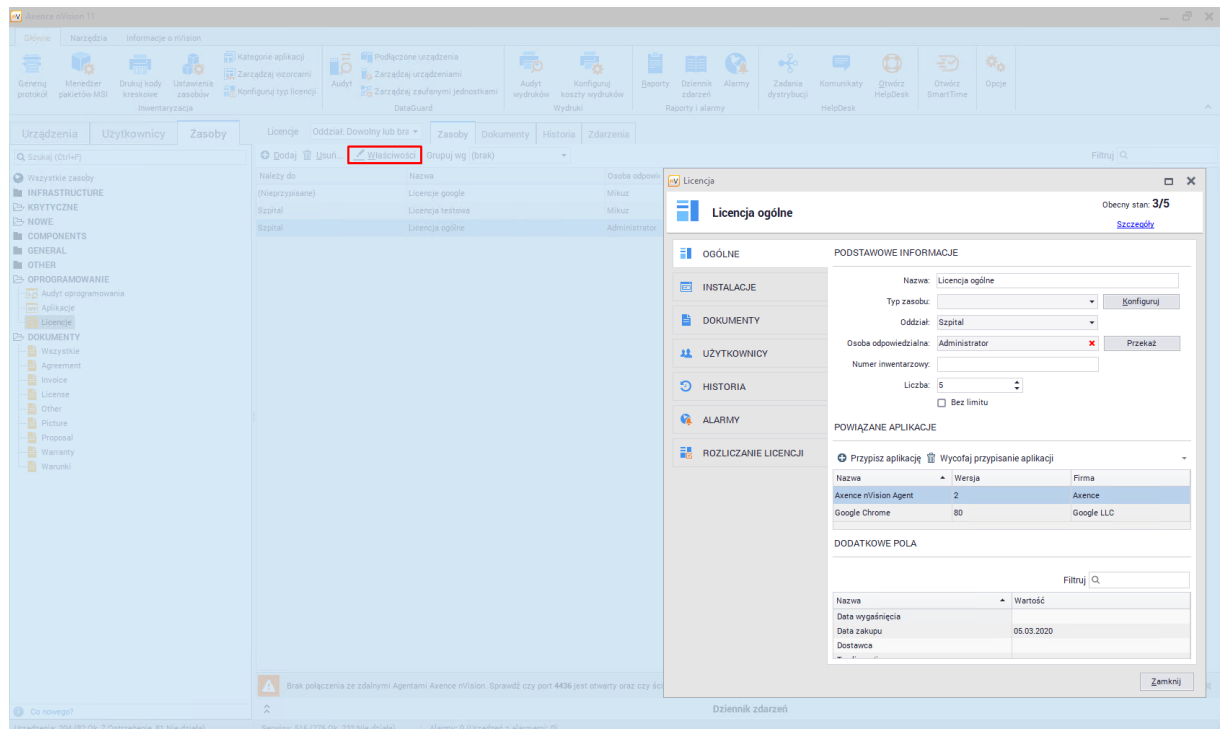 Axence nVision 11
Główne Narzędzia Informacje o nVision
Generuj protokół
Menedżer pakietów MSI
Drukuj kody kreskowe
Ustawienia zasobów
Kategorie aplikacji
Zarządzaj wzorcami
Konfiguruj typ licencji
Inwentaryzacja
Audyt
Podłączone urządzenia
Zarządzaj urządzeniami
Zarządzaj zaufanymi jednostkami
DataGuard
Audyt wydruków
Konfiguruj koszty wydruków
Wydruki
Raporty
Dziennik zdarzeń
Alarmy
Raporty i alarmy
Zadania dystrybucji
Komunikaty
Otwórz HelpDesk
HelpDesk
Otwórz SmartTime
Opcje
Urządzenia Użytkownicy Zasoby
Licencje Oddział: Dowolny lub brs Zasoby Dokumenty Historia Zdarzenia
Szukaj (Ctrl+F)
Dodaj Usuń... Właściwości Grupuj wg (brak) Filtruj
Wszystkie zasoby
INFRASTRUCTURE
KRYTYCZNE
NOWE
COMPONENTS
GENERAL
OTHER
OPROGRAMOWANIE
Audyt oprogramowania
Aplikacje
Licencje
DOKUMENTY
Wszystkie
Agreement
Invoice
License
Other
Picture
Proposal
Warranty
Warunki
Należy do Nazwa Osoba odpowi
(Nieprzypisane) Licencje google Mikuz
Szpital Licencja testowa Mikuz
Szpital Licencja ogólne Administrator
Licencja
Licencja ogólne
Obecny stan: 3/5
Szczegóły
OGÓLNE
INSTALACJE
DOKUMENTY
UŻYTKOWNICY
HISTORIA
ALARMY
ROZLICZANIE LICENCJI
PODSTAWOWE INFORMACJE
Nazwa: Licencja ogólne
Typ zasobu: Konfiguruj
Oddział: Szpital
Osoba odpowiedzialna: Administrator Przekaż
Numer inwentarzowy:
Liczba: 5
Bez limitu
POWIĄZANE APLIKACJE
Przypisz aplikację Wycofaj przypisanie aplikacji
Nazwa Wersja Firma
Axence nVision Agent 2 Axence
Google Chrome 80 Google LLC
DODATKOWE POLA
Filtruj
Nazwa Wartość
Data wygaśnięcia
Data zakupu 05.03.2020
Dostawca
Zamknij
Brak połączenia ze zdalnymi Agentami Axence nVision. Sprawdź czy port 4436 jest otwarty oraz czy
Co nowego?
Dziennik zdarzeń